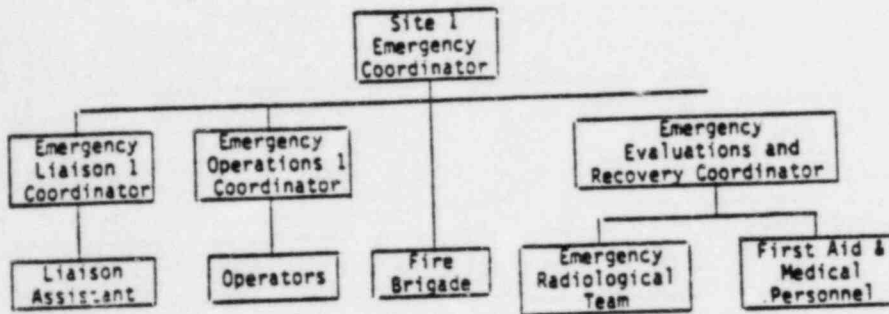 Site 1
Emergency
Coordinator
Emergency
Liaison 1
Coordinator
Emergency
Operations 1
Coordinator
Emergency
Evaluations and
Recovery Coordinator
Liaison
Assistant
Operators
Fire
Brigade
Emergency
Radiological
Team
First Aid &
Medical
Personnel